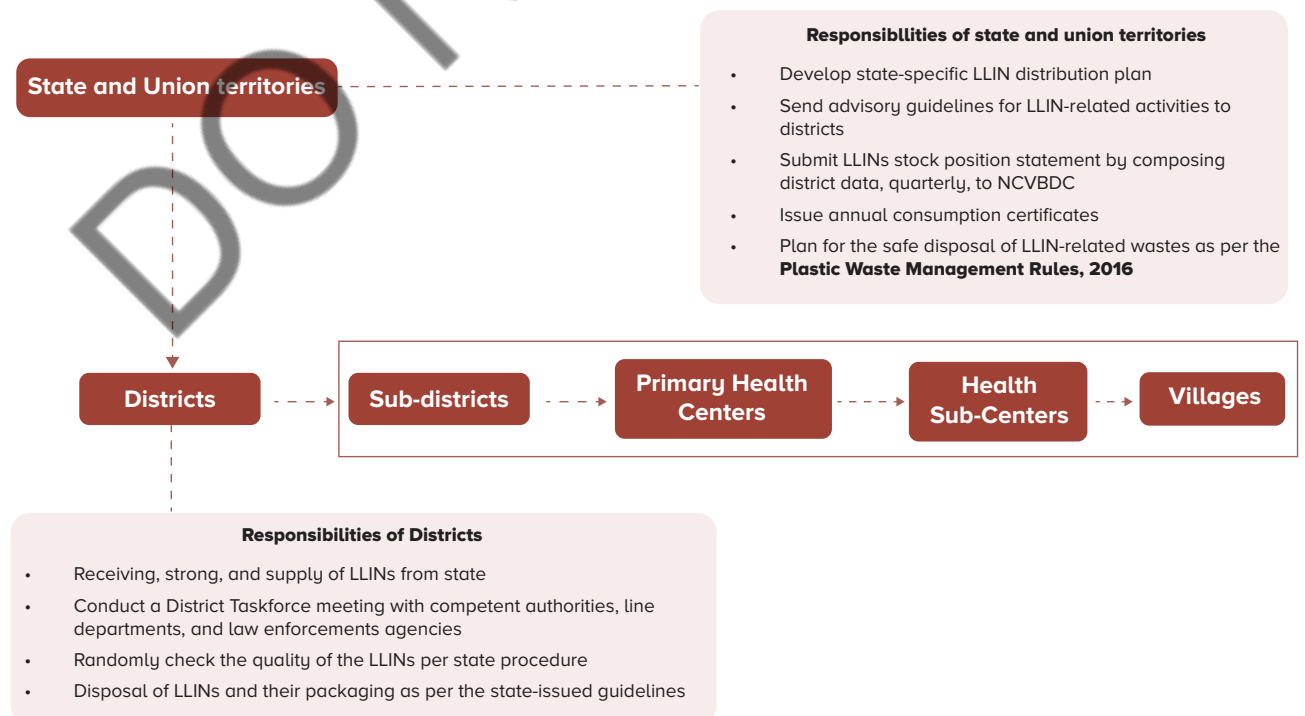 Responsibllities of state and union territories
State and Union territories
• Develop state-specific LLIN distribution plan
• Send advisory guidelines for LLIN-related activities to
districts
• Submit LLINs stock position statement by composing
district data, quarterly, to NCVBDC
• Issue annual consumption certificates
• Plan for the safe disposal of LLIN-related wastes as per the
Plastic Waste Management Rules, 2016
DO
Districts
Sub-districts
Primary Health
Centers
Health
Sub-Centers
Villages
Responsibilities of Districts
• Receiving, strong, and supply of LLINs from state
• Conduct a District Taskforce meeting with competent authorities, line
departments, and law enforcements agencies
• Randomly check the quality of the LLINs per state procedure
• Disposal of LLINs and their packaging as per the state-issued guidelines